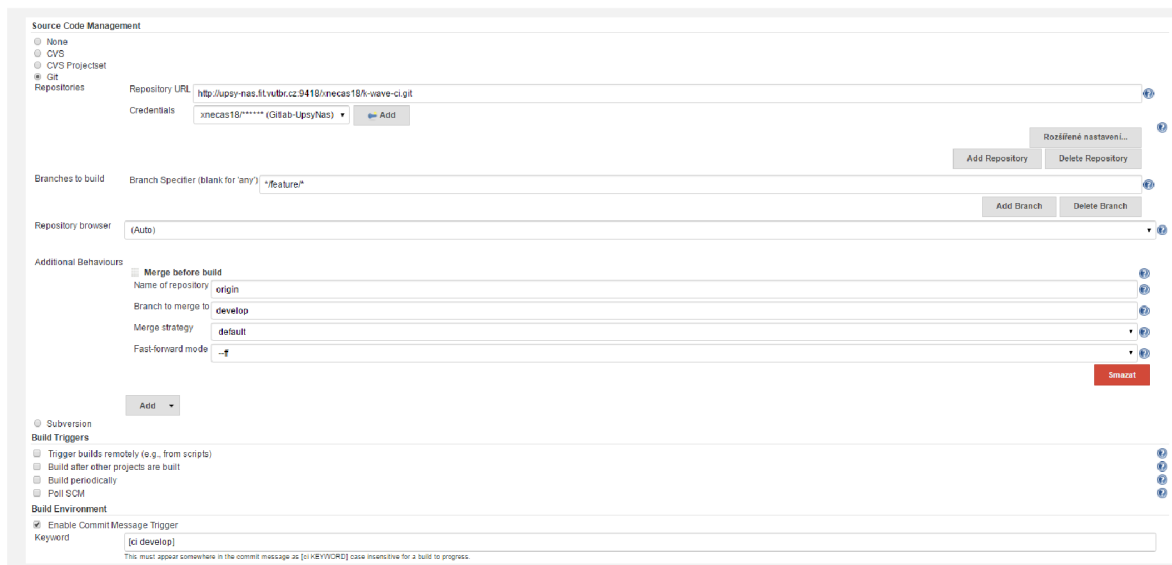 Source Code Management
None
CVS
CVS Projectset
Git
Repositories
Repository URL http://upsy-nas.fit.vutbr.cz:9418/xnecas18/k-wave-ci.git
Credentials xnecas18/****** (Gitlab-UpsyNas) Add
Rozšířené nastavení...
Add Repository Delete Repository
Branches to build Branch Specifier (blank for 'any') */feature/*
Add Branch Delete Branch
Repository browser (Auto)
Additional Behaviours
Merge before build
Name of repository origin
Branch to merge to develop
Merge strategy default
Fast-forward mode --ff
Smazat
Add
Subversion
Build Triggers
Trigger builds remotely (e.g., from scripts)
Build after other projects are built
Build periodically
Poll SCM
Build Environment
Enable Commit Message Trigger
Keyword [ci develop]
This must appear somewhere in the commit message as [ci KEYWORD] case insensitive for a build to progress.